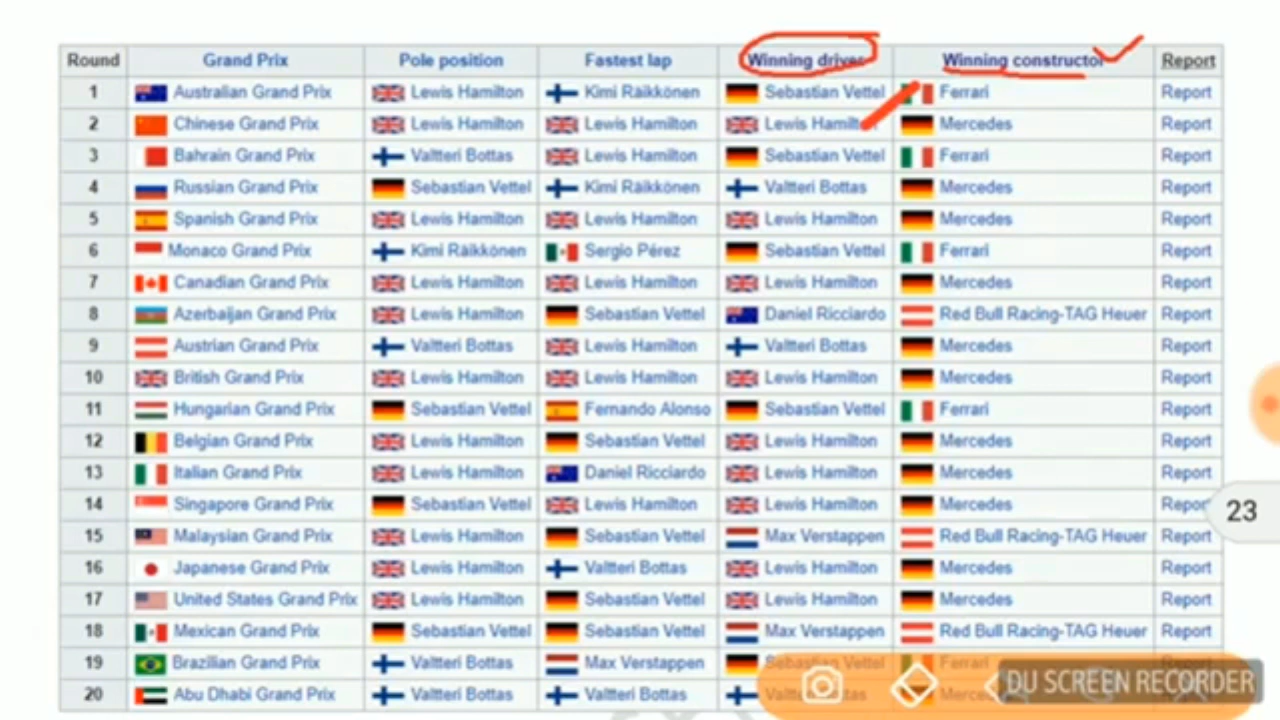 Round Grand Prix Pole position Fastest lap Winning driver Winning constructor Report
1 Australian Grand Prix Lewis Hamilton Kimi Räikkönen Sebastian Vettel Ferrari Report
2 Chinese Grand Prix Lewis Hamilton Lewis Hamilton Lewis Hamilton Mercedes Report
3 Bahrain Grand Prix Valtteri Bottas Lewis Hamilton Sebastian Vettel Ferrari Report
4 Russian Grand Prix Sebastian Vettel Kimi Räikkönen Valtteri Bottas Mercedes Report
5 Spanish Grand Prix Lewis Hamilton Lewis Hamilton Lewis Hamilton Mercedes Report
6 Monaco Grand Prix Kimi Räikkönen Sergio Pérez Sebastian Vettel Ferrari Report
7 Canadian Grand Prix Lewis Hamilton Lewis Hamilton Lewis Hamilton Mercedes Report
8 Azerbaijan Grand Prix Lewis Hamilton Sebastian Vettel Daniel Ricciardo Red Bull Racing-TAG Heuer Report
9 Austrian Grand Prix Valtteri Bottas Lewis Hamilton Valtteri Bottas Mercedes Report
10 British Grand Prix Lewis Hamilton Lewis Hamilton Lewis Hamilton Mercedes Report
11 Hungarian Grand Prix Sebastian Vettel Fernando Alonso Sebastian Vettel Ferrari Report
12 Belgian Grand Prix Lewis Hamilton Sebastian Vettel Lewis Hamilton Mercedes Report
13 Italian Grand Prix Lewis Hamilton Daniel Ricciardo Lewis Hamilton Mercedes Report
14 Singapore Grand Prix Sebastian Vettel Lewis Hamilton Lewis Hamilton Mercedes Report
23
15 Malaysian Grand Prix Lewis Hamilton Sebastian Vettel Max Verstappen Red Bull Racing-TAG Heuer Report
16 Japanese Grand Prix Lewis Hamilton Valtteri Bottas Lewis Hamilton Mercedes Report
17 United States Grand Prix Lewis Hamilton Sebastian Vettel Lewis Hamilton Mercedes Report
18 Mexican Grand Prix Sebastian Vettel Sebastian Vettel Max Verstappen Red Bull Racing-TAG Heuer Report
19 Brazilian Grand Prix Valtteri Bottas Max Verstappen Sebastian Vettel Ferrari
20 Abu Dhabi Grand Prix Valtteri Bottas Valtteri Bottas
DU SCREEN RECORDER